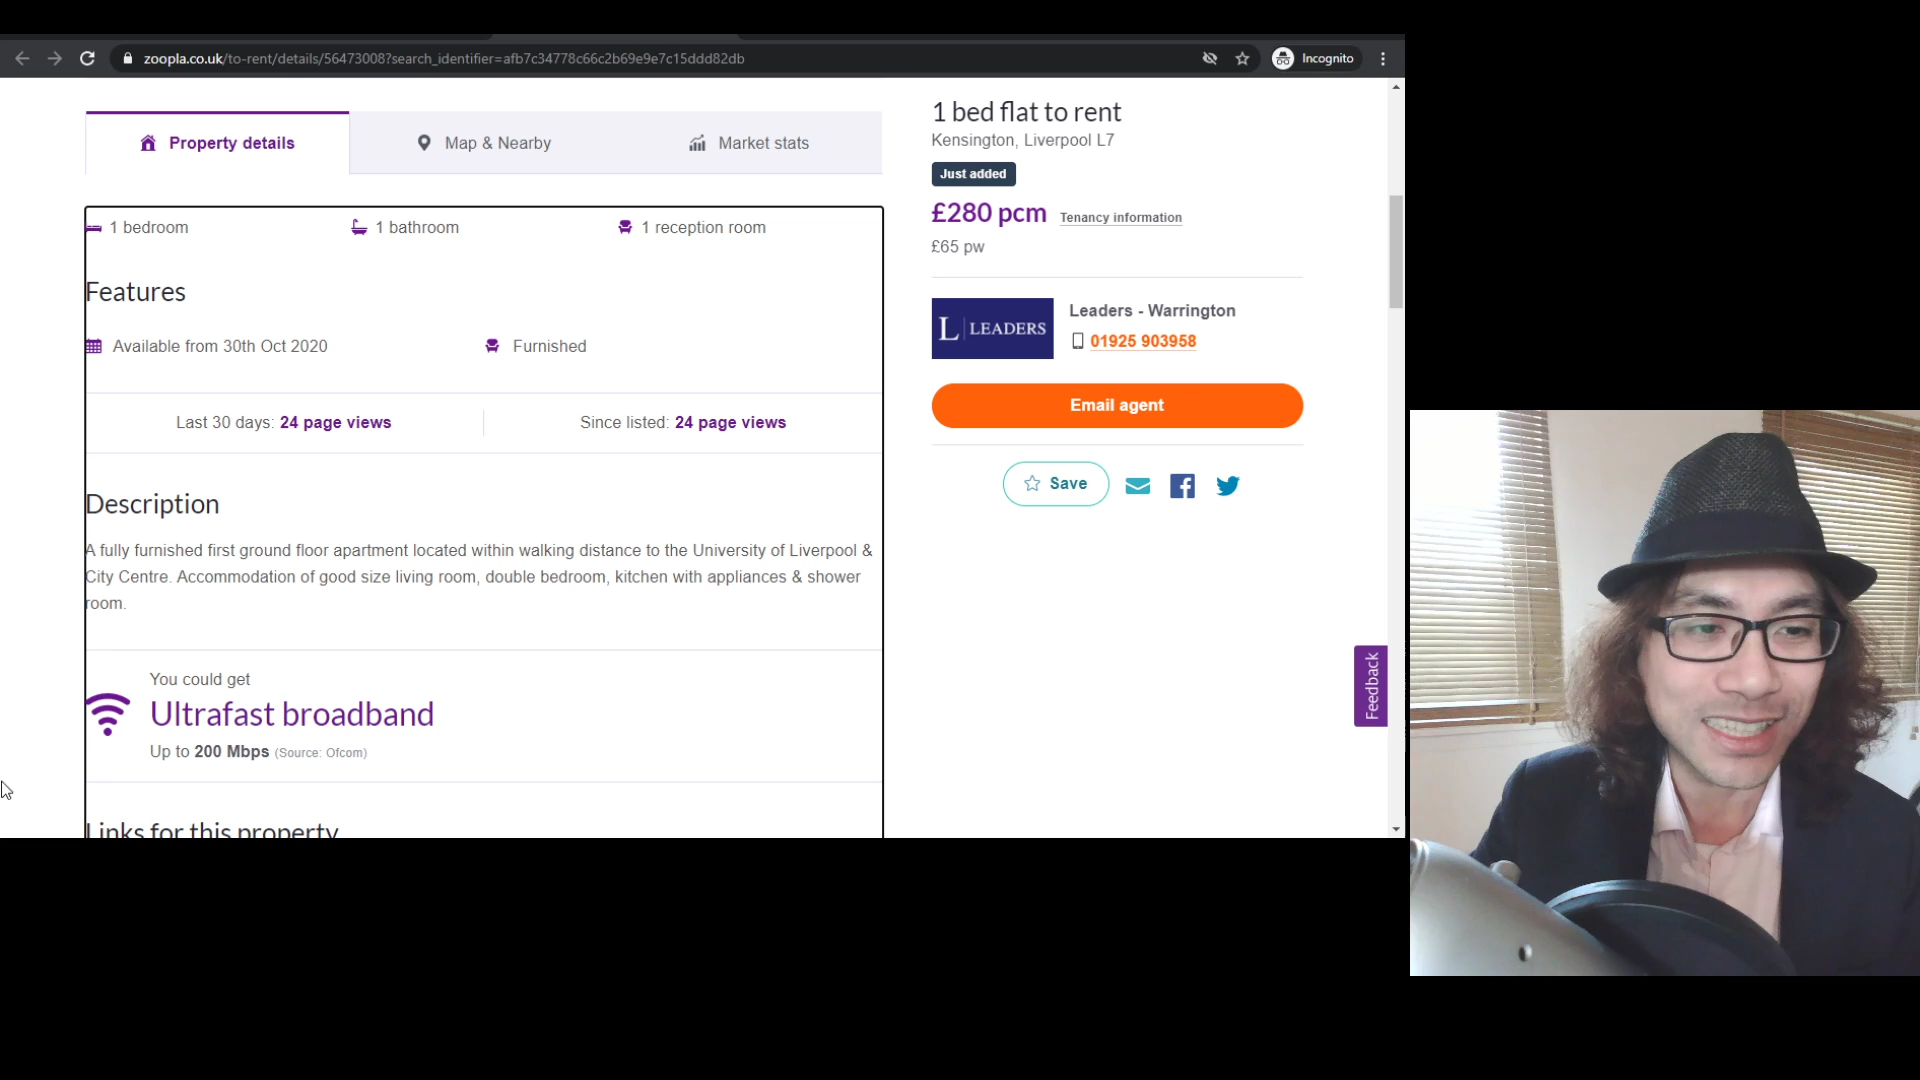 zoopla.co.uk/to-rent/details/56473008?search_identifier=afb7c34778c66c2b69e9e7c15ddd82db
Incognito
Property details
Map & Nearby
Market stats
1 bedroom
1 bathroom
1 reception room
Features
Available from 30th Oct 2020
Furnished
Last 30 days: 24 page views
Since listed: 24 page views
Description
A fully furnished first ground floor apartment located within walking distance to the University of Liverpool &
City Centre. Accommodation of good size living room, double bedroom, kitchen with appliances & shower
room.
You could get
Ultrafast broadband
Up to 200 Mbps (Source: Ofcom)
Links for this property
1 bed flat to rent
Kensington, Liverpool L7
Just added
£280 pcm Tenancy information
£65 pw
L LEADERS
Leaders - Warrington
01925 903958
Email agent
Save
Feedback